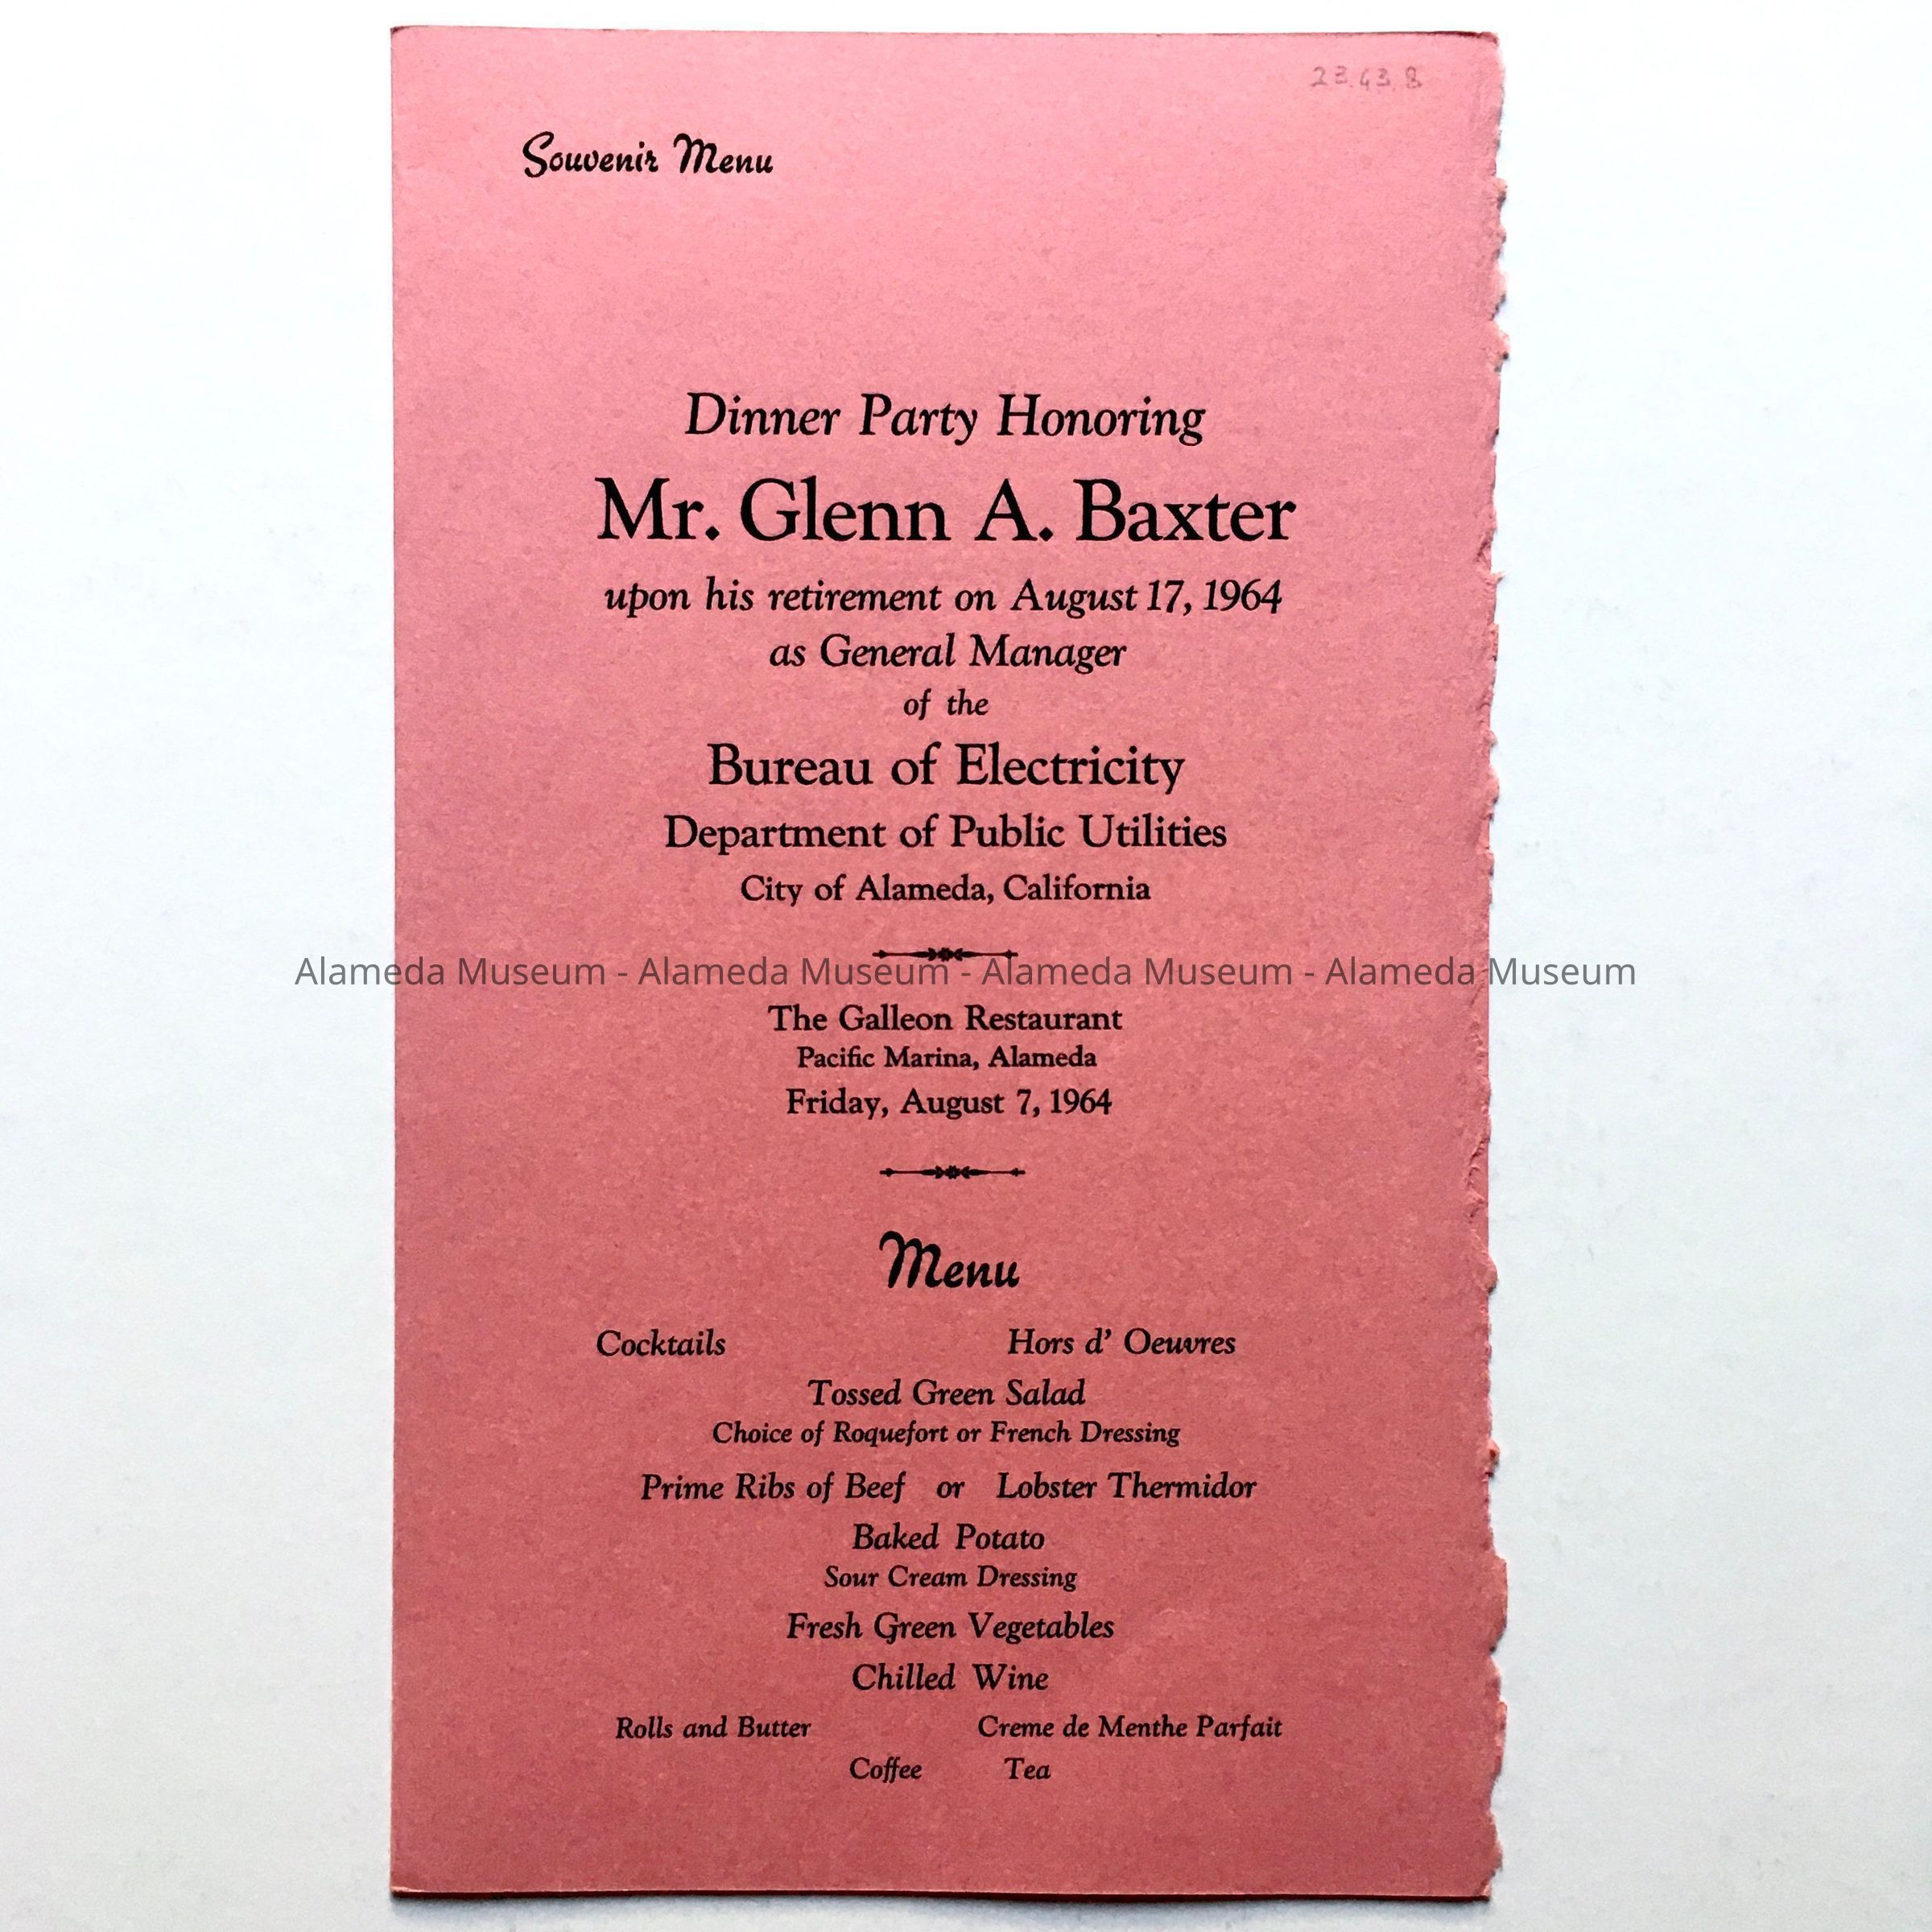 23.43.8
Souvenir Menu
Dinner Party Honoring
Mr. Glenn A. Baxter
upon his retirement on August 17, 1964
as General Manager
of the
Bureau of Electricity
Department of Public Utilities
City of Alameda, California
Alameda Museum - Alameda Museum - Alameda Museum - Alameda Museum
The Galleon Restaurant
Pacific Marina, Alameda
Friday, August 7, 1964
Menu
Cocktails Hors d' Oeuvres
Tossed Green Salad
Choice of Roquefort or French Dressing
Prime Ribs of Beef or Lobster Thermidor
Baked Potato
Sour Cream Dressing
Fresh Green Vegetables
Chilled Wine
Rolls and Butter Creme de Menthe Parfait
Coffee Tea